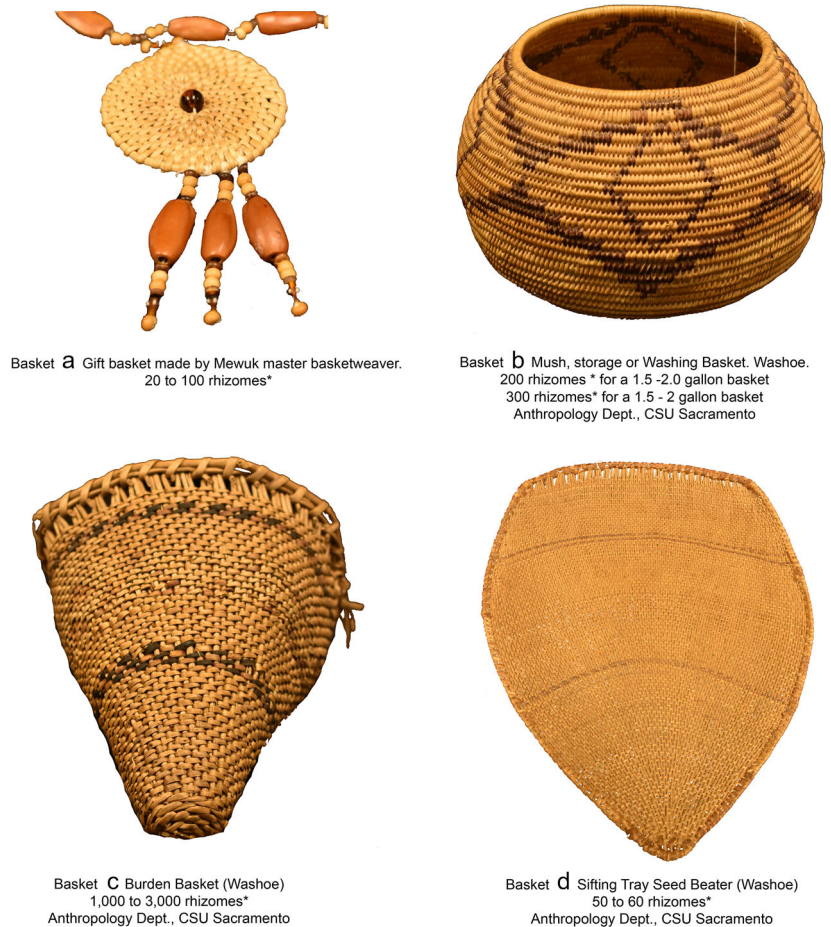 Basket a Gift basket made by Mewuk master basketweaver.
20 to 100 rhizomes*
Basket b Mush, storage or Washing Basket. Washoe.
200 rhizomes * for a 1.5 -2.0 gallon basket
300 rhizomes* for a 1.5 - 2 gallon basket
Anthropology Dept., CSU Sacramento
Basket c Burden Basket (Washoe)
1,000 to 3,000 rhizomes*
Anthropology Dept., CSU Sacramento
Basket d Sifting Tray Seed Beater (Washoe)
50 to 60 rhizomes*
Anthropology Dept., CSU Sacramento